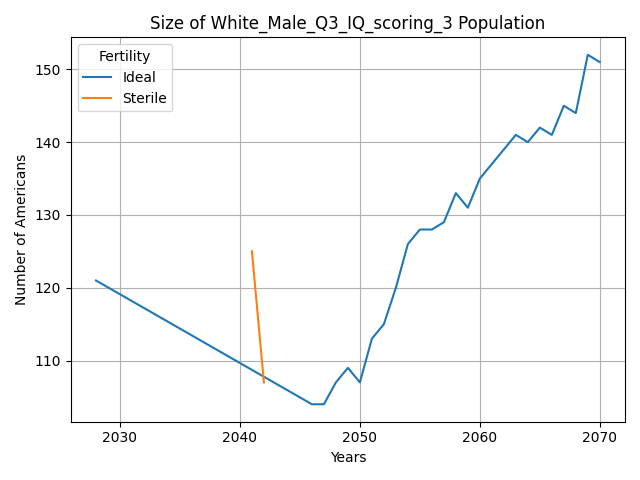 Size of White_Male_Q3_IQ_scoring_3 Population
Fertility
Ideal
Sterile
Number of Americans
150
140
130
120
110
2030
2040
2050
2060
2070
Years